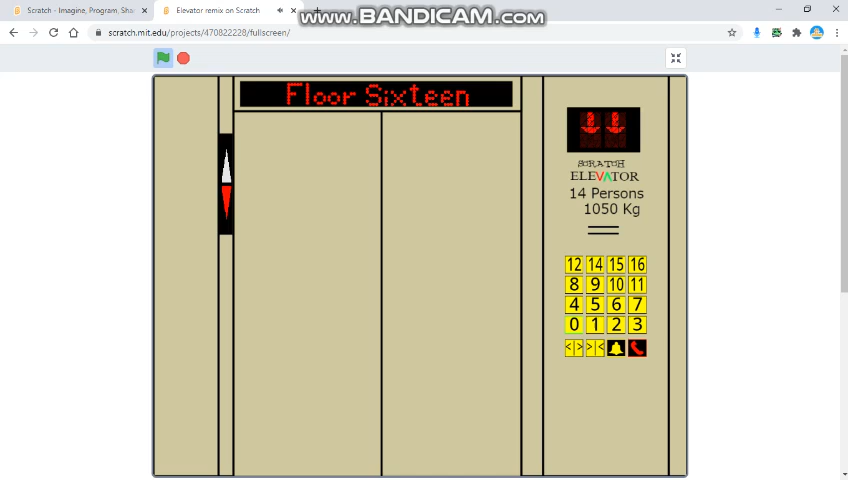 Scratch - Imagine, Program, Sha
Elevator remix on Scratch
www.BANDICAM.com
scratch.mit.edu/projects/470822228/fullscreen/
Floor Sixteen
SCRATCH
ELEVATOR
14 Persons
1050 Kg
12 14 15 16
8 9 10 11
4 5 6 7
0 1 2 3
<|> >|<